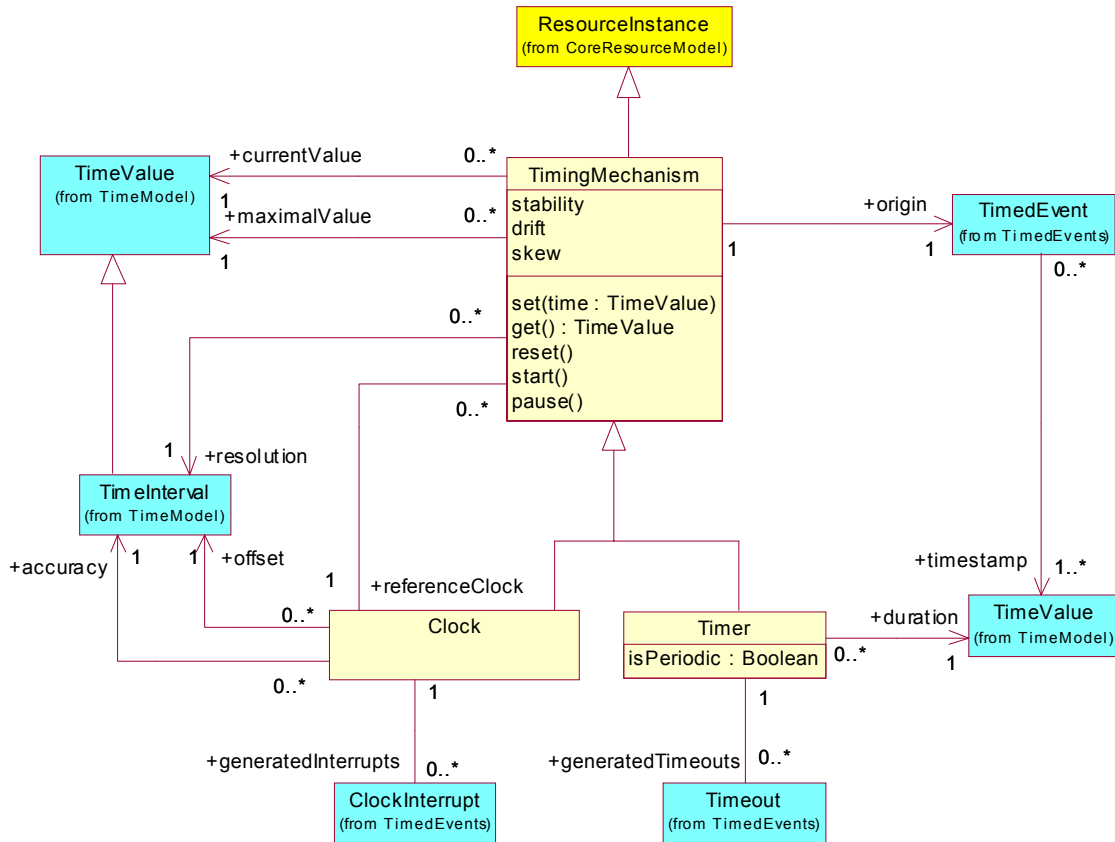 ResourceInstance
(from CoreResourceModel)
TimeValue
(from TimeModel)
+currentValue
0..*
1
+maximalValue
0..*
1
TimingMechanism
stability
drift
skew
set(time : TimeValue)
get() : TimeValue
reset()
start()
pause()
+origin
1
1
TimedEvent
(from TimedEvents)
0..*
0..*
0..*
1
+resolution
TimeInterval
(from TimeModel)
+accuracy
1
1
+offset
1
+referenceClock
0..*
0..*
Clock
Timer
isPeriodic : Boolean
+timestamp
1..*
+duration
0..*
1
TimeValue
(from TimeModel)
1
1
+generatedInterrupts
0..*
+generatedTimeouts
0..*
ClockInterrupt
(from TimedEvents)
Timeout
(from TimedEvents)